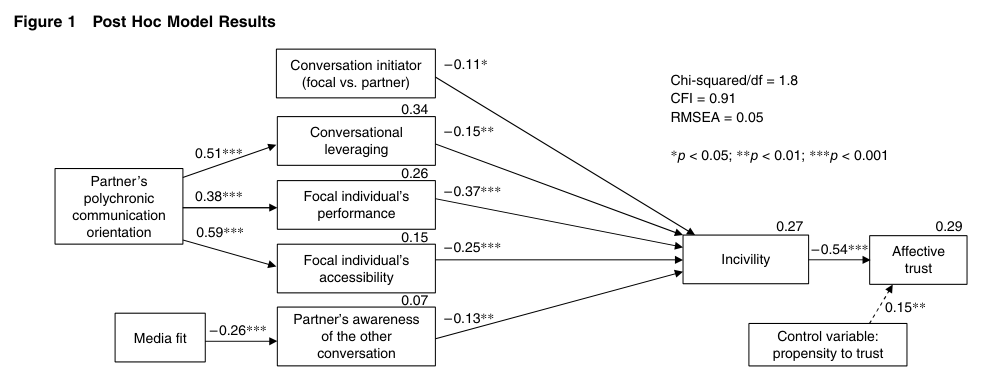 Figure 1 Post Hoc Model Results
Conversation initiator
(focal vs. partner)
−0.11*
Chi-squared/df = 1.8
CFI = 0.91
RMSEA = 0.05
*p < 0.05; **p < 0.01; ***p < 0.001
0.34
Conversational
leveraging
−0.15**
0.51***
Partner's
polychronic
communication
orientation
0.38***
0.59***
0.26
Focal individual's
performance
−0.37***
0.15
Focal individual's
accessibility
−0.25***
0.27
Incivility
−0.54***
0.29
Affective
trust
0.15**
Control variable:
propensity to trust
Media fit
−0.26***
0.07
Partner's awareness
of the other
conversation
−0.13**